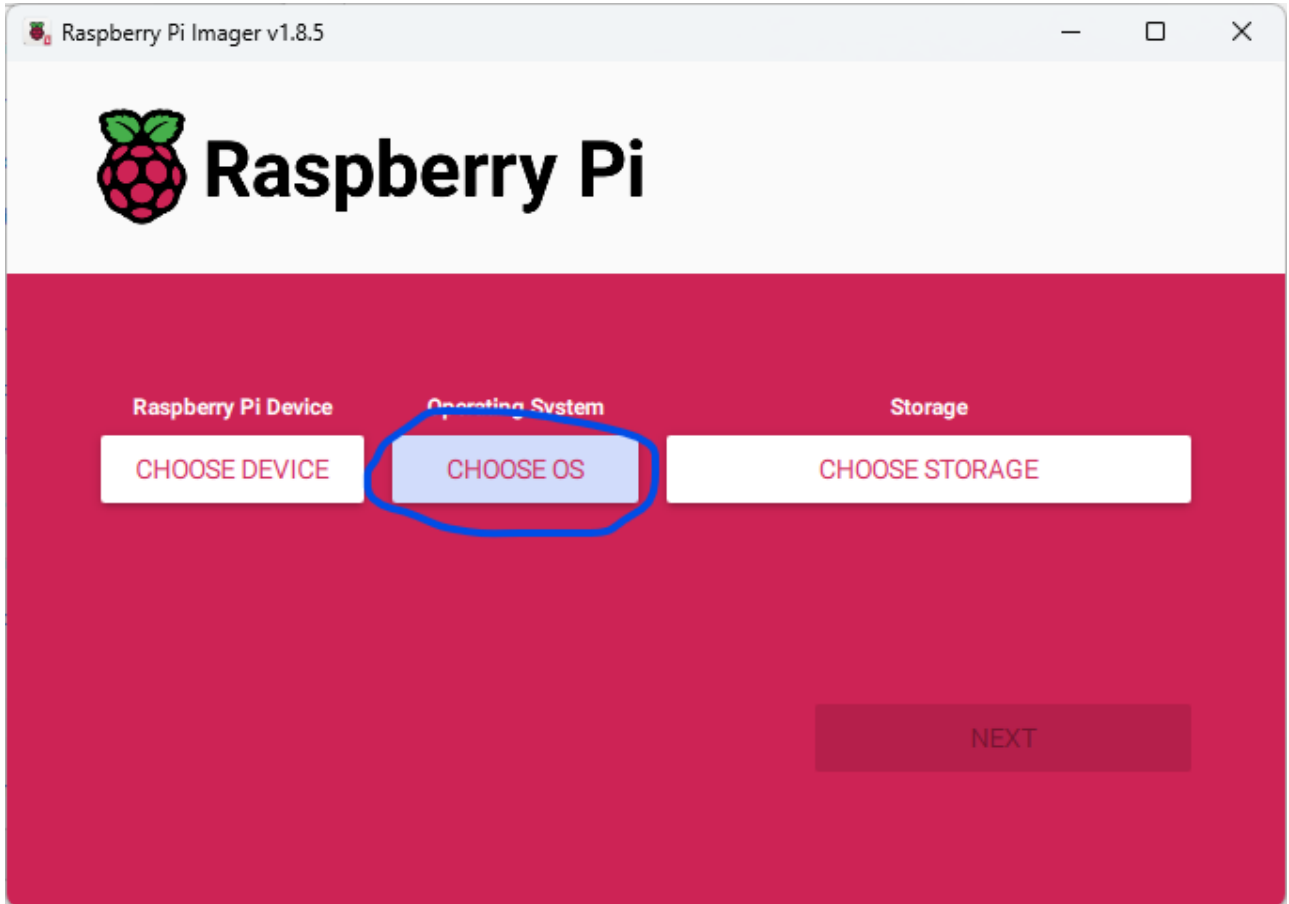 Raspberry Pi Imager v1.8.5
Raspberry Pi
Raspberry Pi Device
Operating System
Storage
CHOOSE DEVICE
CHOOSE OS
CHOOSE STORAGE
NEXT